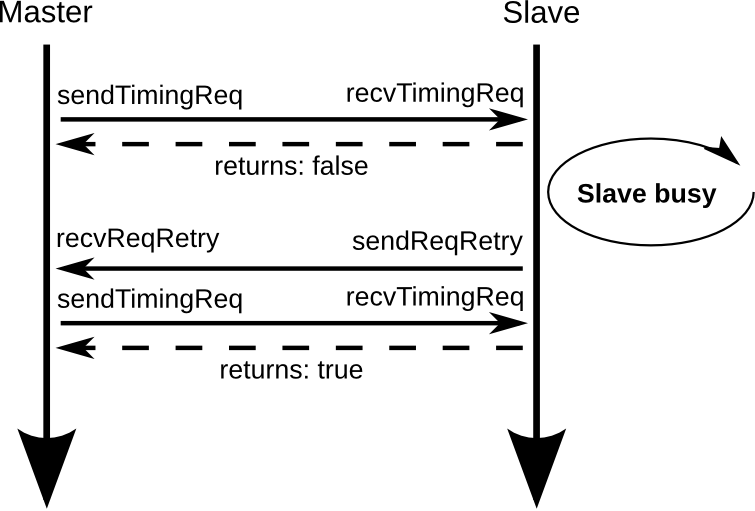 Master Slave
sendTimingReq recvTimingReq
returns: false
Slave busy
recvReqRetry sendReqRetry
sendTimingReq recvTimingReq
returns: true